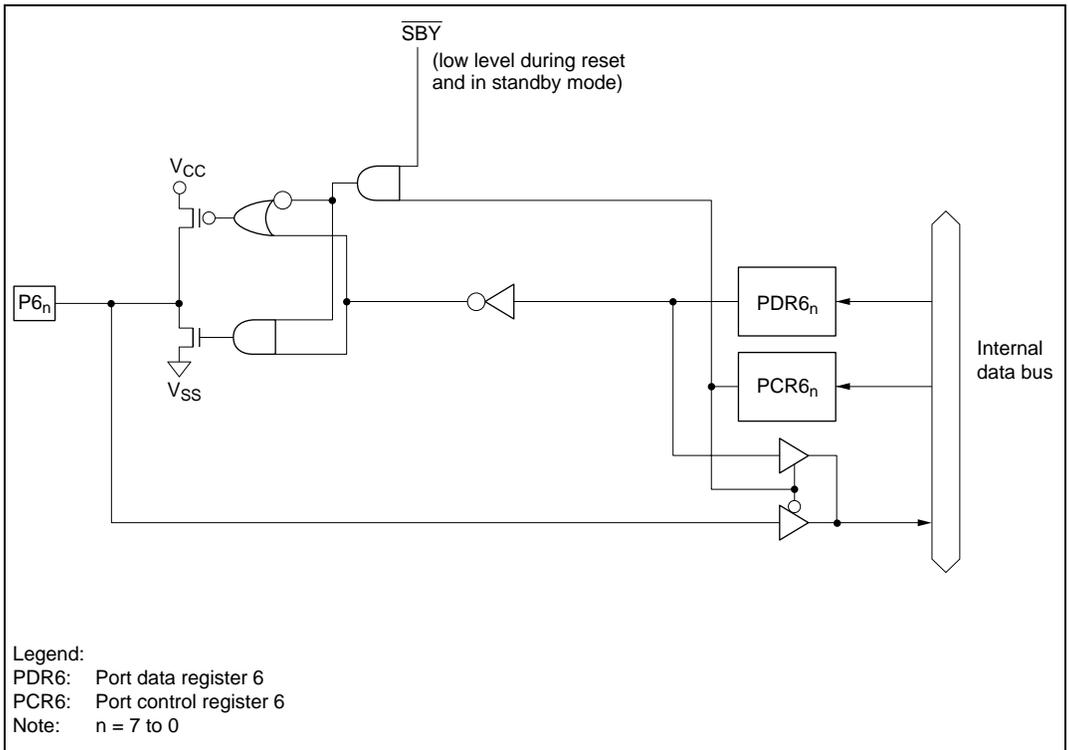 SBY
(low level during reset
and in standby mode)
VCC
P6n
PDR6n
PCR6n
Internal
data bus
VSS
Legend:
PDR6: Port data register 6
PCR6: Port control register 6
Note: n = 7 to 0